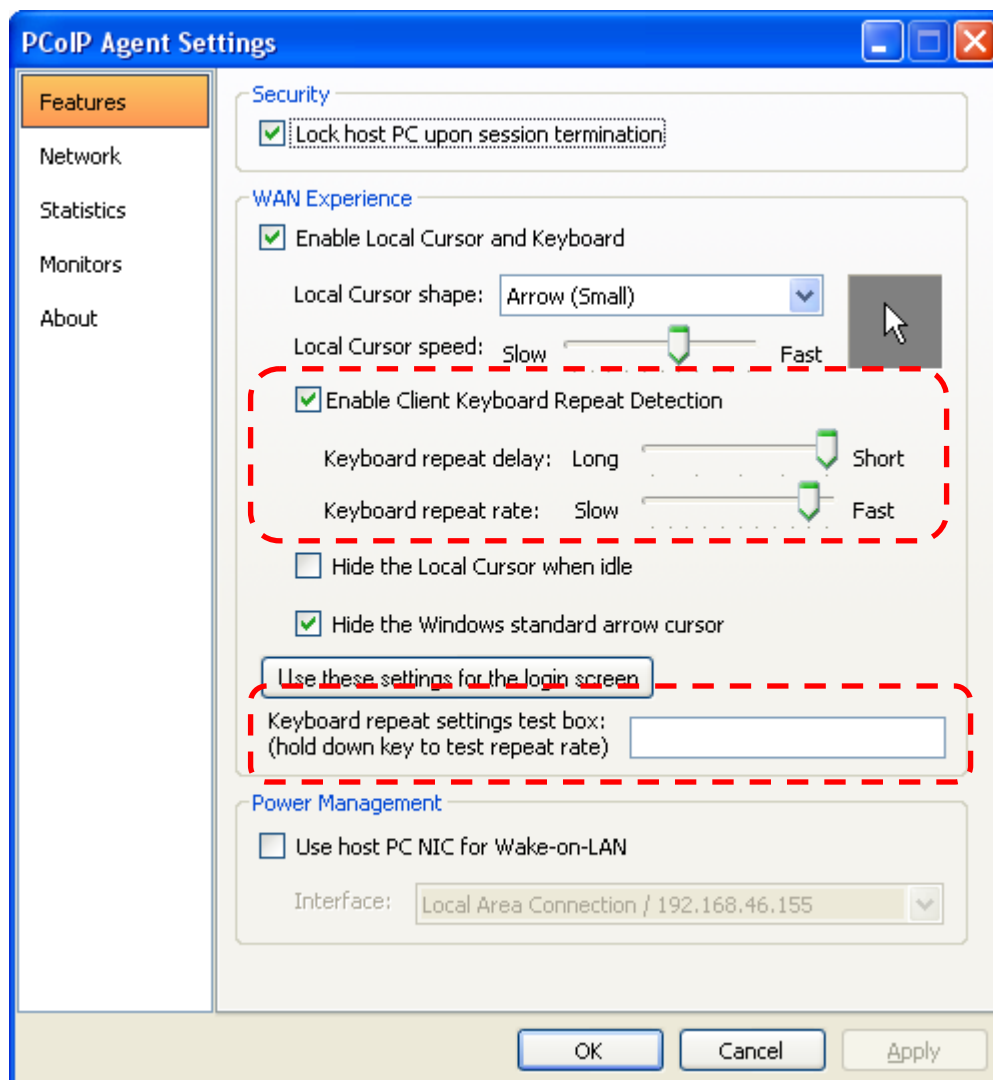 PCoIP Agent Settings
Features
Network
Statistics
Monitors
About
Security
Lock host PC upon session termination
WAN Experience
Enable Local Cursor and Keyboard
Local Cursor shape: Arrow (Small)
Local Cursor speed: Slow Fast
Enable Client Keyboard Repeat Detection
Keyboard repeat delay: Long Short
Keyboard repeat rate: Slow Fast
Hide the Local Cursor when idle
Hide the Windows standard arrow cursor
Use these settings for the login screen
Keyboard repeat settings test box:
(hold down key to test repeat rate)
Power Management
Use host PC NIC for Wake-on-LAN
Interface: Local Area Connection / 192.168.46.155
OK Cancel Apply